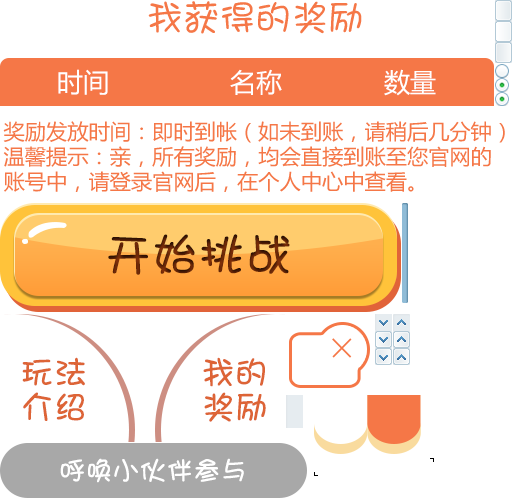 我获得的奖励
时间 名称 数量
奖励发放时间：即时到帐（如未到账，请稍后几分钟）
温馨提示：亲，所有奖励，均会直接到账至您官网的
账号中，请登录官网后，在个人中心中查看。
开始挑战
玩法
介绍
我的
奖励
呼唤小伙伴参与